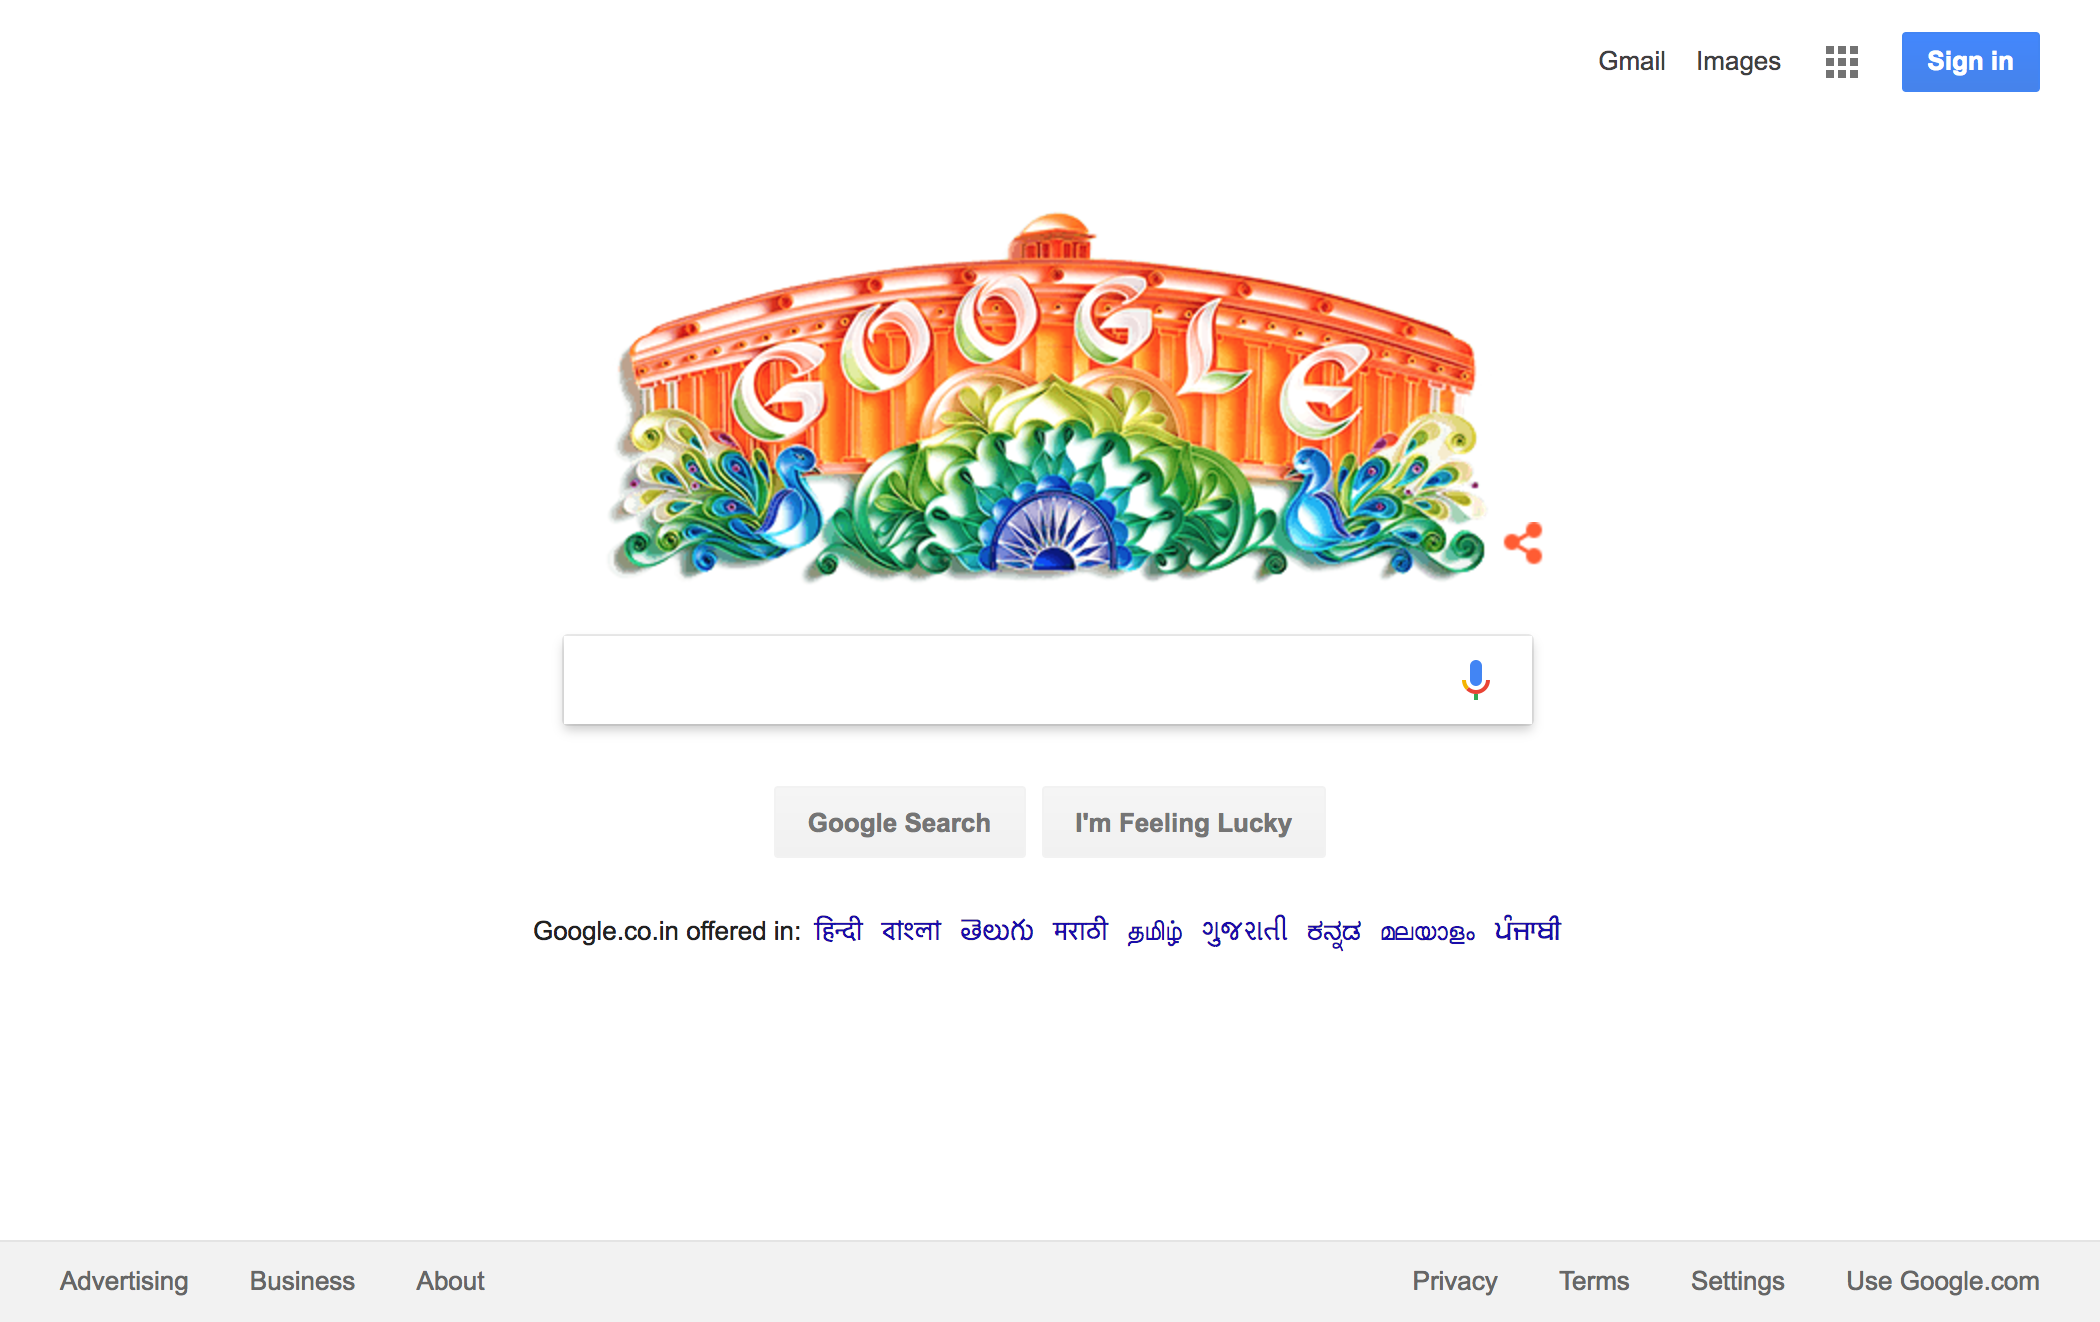 Gmail Images Sign in
GOOGLE
Google Search I'm Feeling Lucky
Google.co.in offered in: हिन्दी বাংলা తెలుగు मराठी தமிழ் ગુજરાતી ಕನ್ನಡ മലയാളം ਪੰਜਾਬੀ
Advertising Business About Privacy Terms Settings Use Google.com